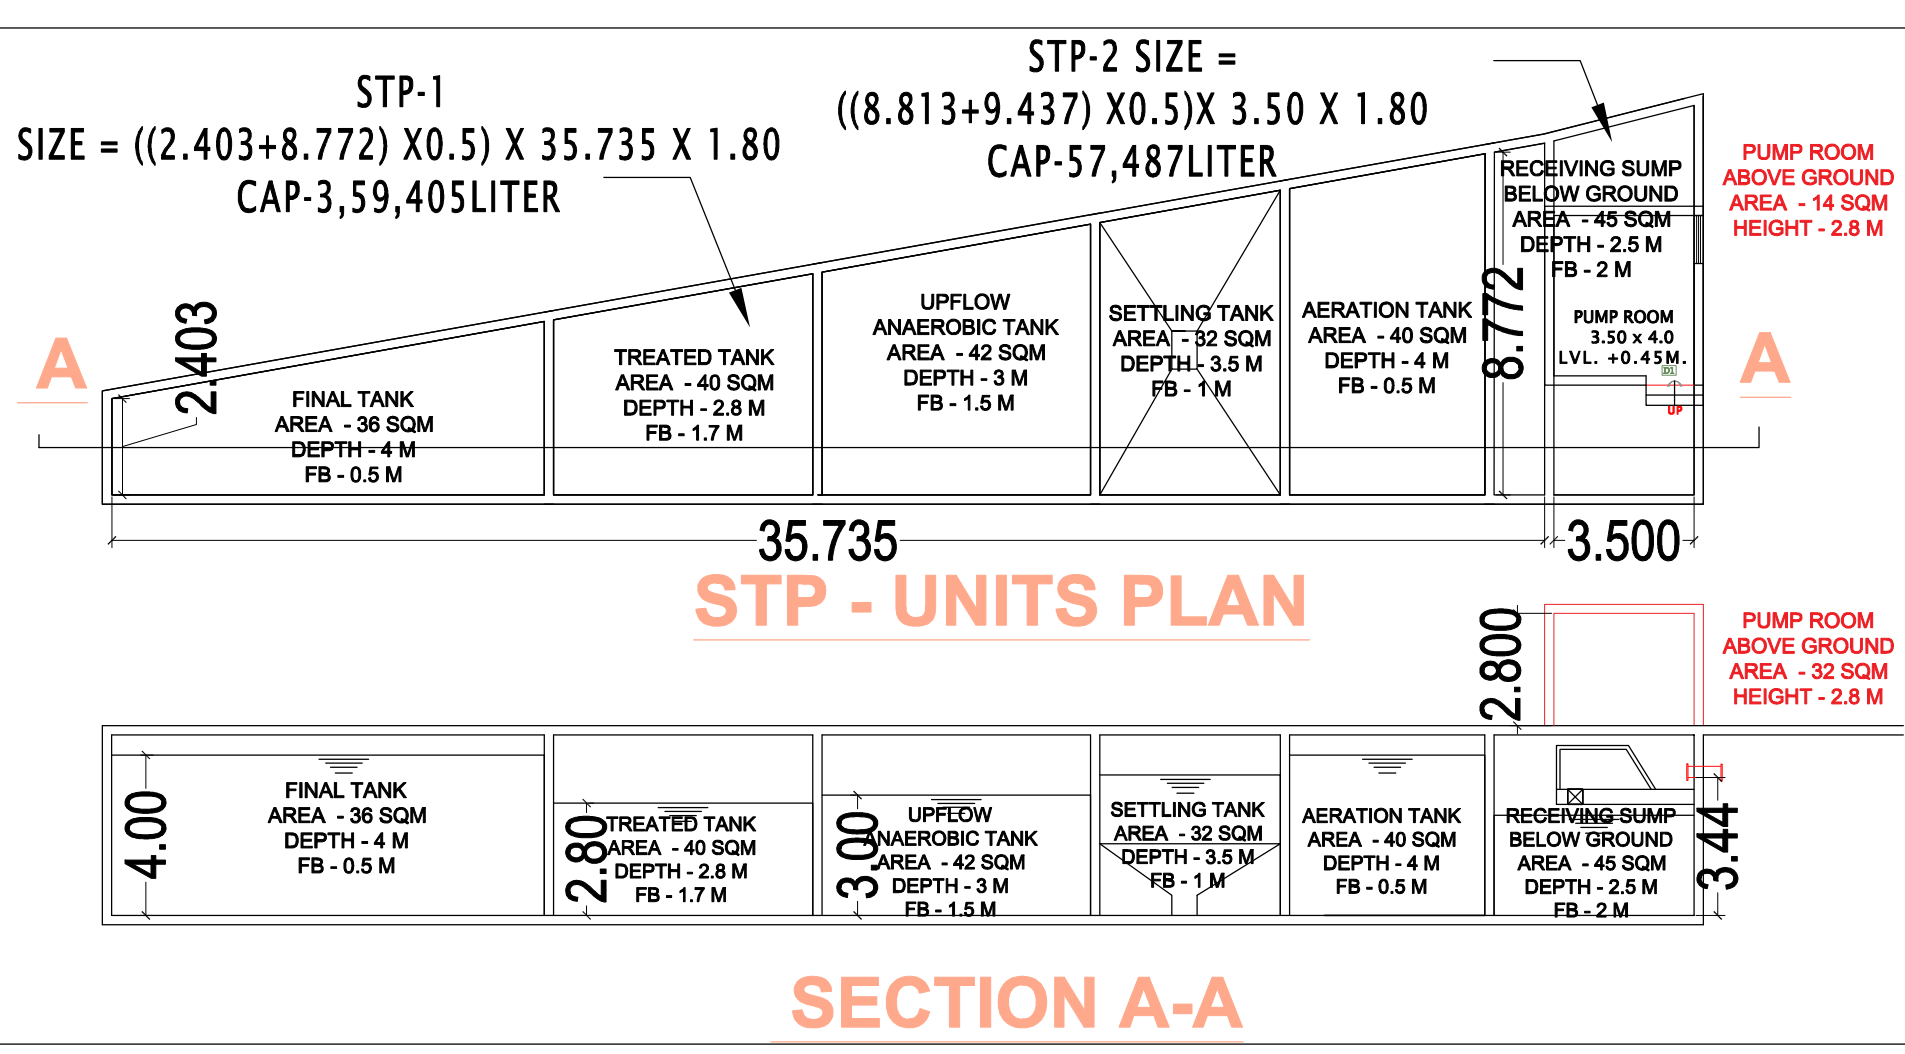 STP-1
SIZE = ((2.403+8.772) X0.5) X 35.735 X 1.80
CAP-3,59,405LITER
STP-2 SIZE =
((8.813+9.437) X0.5)X 3.50 X 1.80
CAP-57,487LITER
PUMP ROOM
ABOVE GROUND
AREA - 14 SQM
HEIGHT - 2.8 M
RECEIVING SUMP
BELOW GROUND
AREA - 45 SQM
DEPTH - 2.5 M
FB - 2 M
PUMP ROOM
3.50 x 4.0
LVL. +0.45M.
D1
UP
A
2.403
FINAL TANK
AREA - 36 SQM
DEPTH - 4 M
FB - 0.5 M
TREATED TANK
AREA - 40 SQM
DEPTH - 2.8 M
FB - 1.7 M
UPFLOW
ANAEROBIC TANK
AREA - 42 SQM
DEPTH - 3 M
FB - 1.5 M
SETTLING TANK
AREA - 32 SQM
DEPTH - 3.5 M
FB - 1 M
AERATION TANK
AREA - 40 SQM
DEPTH - 4 M
FB - 0.5 M
8.772
A
35.735
3.500
STP - UNITS PLAN
2.800
PUMP ROOM
ABOVE GROUND
AREA - 32 SQM
HEIGHT - 2.8 M
4.00
FINAL TANK
AREA - 36 SQM
DEPTH - 4 M
FB - 0.5 M
2.80
TREATED TANK
AREA - 40 SQM
DEPTH - 2.8 M
FB - 1.7 M
3.00
UPFLOW
ANAEROBIC TANK
AREA - 42 SQM
DEPTH - 3 M
FB - 1.5 M
SETTLING TANK
AREA - 32 SQM
DEPTH - 3.5 M
FB - 1 M
AERATION TANK
AREA - 40 SQM
DEPTH - 4 M
FB - 0.5 M
RECEIVING SUMP
BELOW GROUND
AREA - 45 SQM
DEPTH - 2.5 M
FB - 2 M
3.44
SECTION A-A